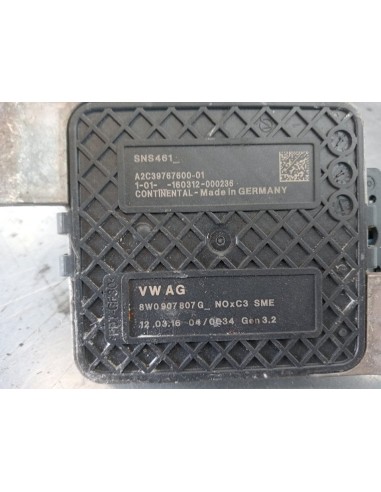 SNS461_
A2C39767600-01
1-01- -160312-000236
CONTINENTAL-Made in GERMANY
VW AG
8W0907807G_ NOxC3 SME
12.03.16 04/0634 Gen3.2